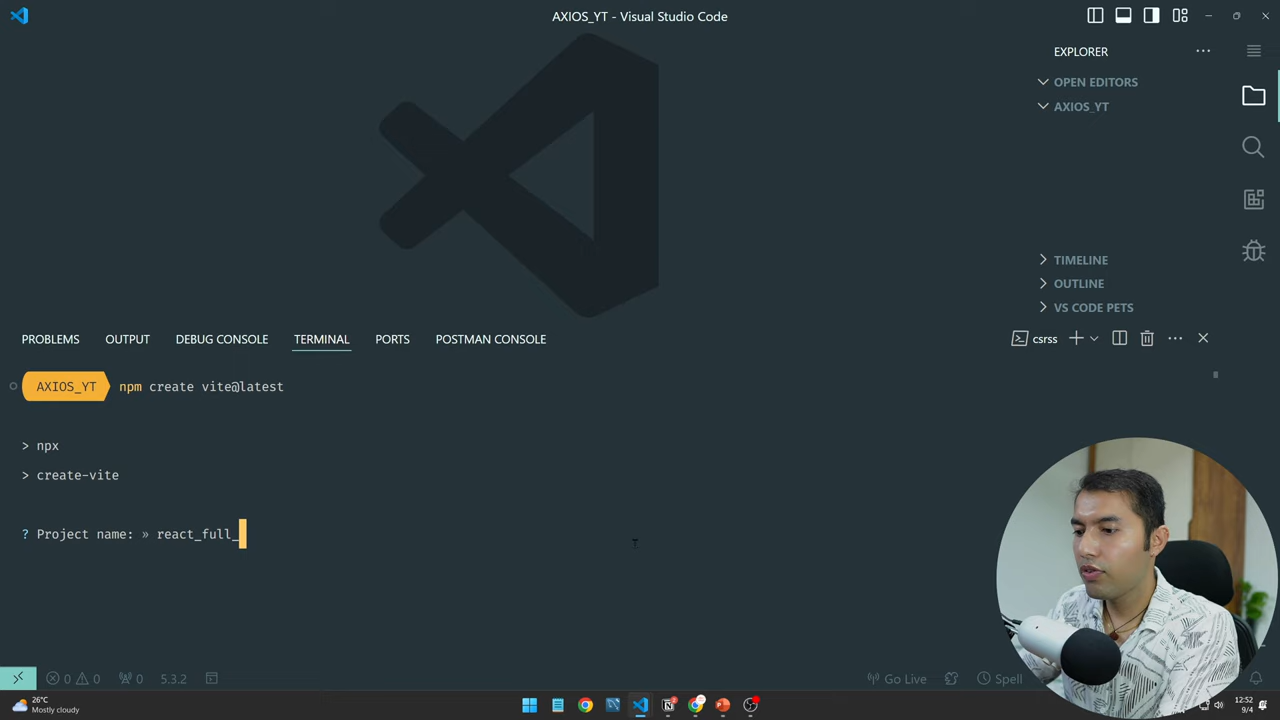 AXIOS_YT - Visual Studio Code
EXPLORER
OPEN EDITORS
AXIOS_YT
TIMELINE
OUTLINE
VS CODE PETS
PROBLEMS
OUTPUT
DEBUG CONSOLE
TERMINAL
PORTS
POSTMAN CONSOLE
csrss
AXIOS_YT npm create vite@latest
> npx
> create-vite
? Project name: » react_full_
0 0 0 5.3.2
Go Live
Spell
26°C
Mostly cloudy
12:52
9/4